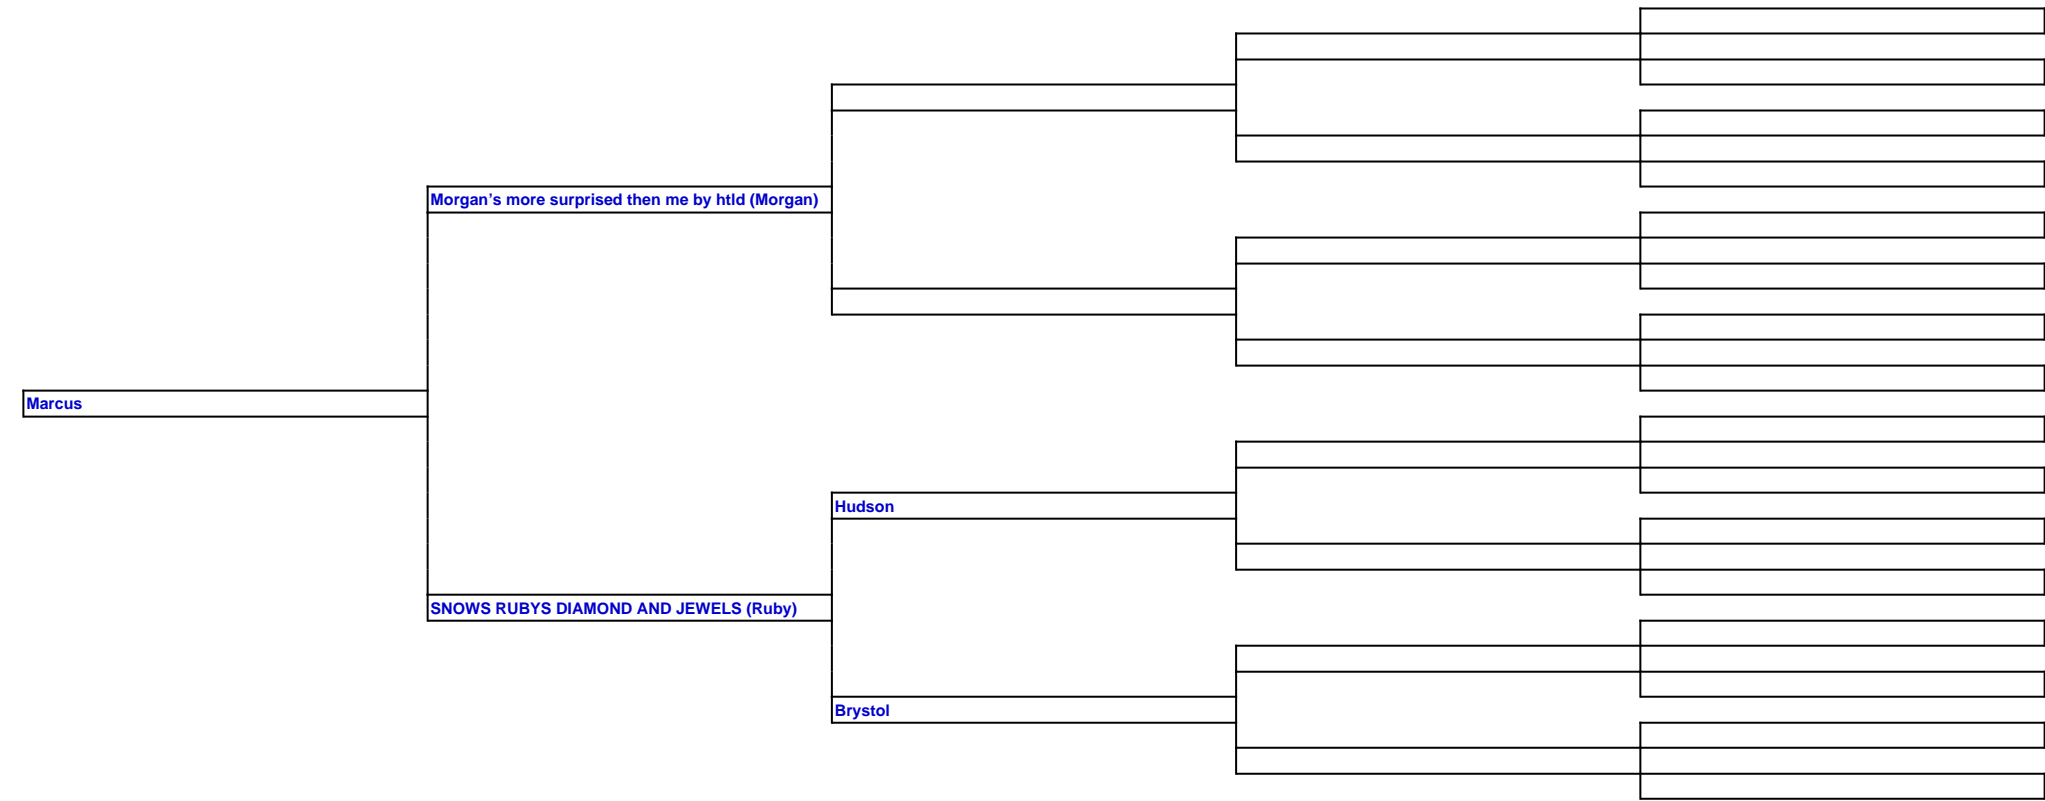 Morgan’s more surprised then me by htld (Morgan)
Marcus
Hudson
SNOWS RUBYS DIAMOND AND JEWELS (Ruby)
Brystol